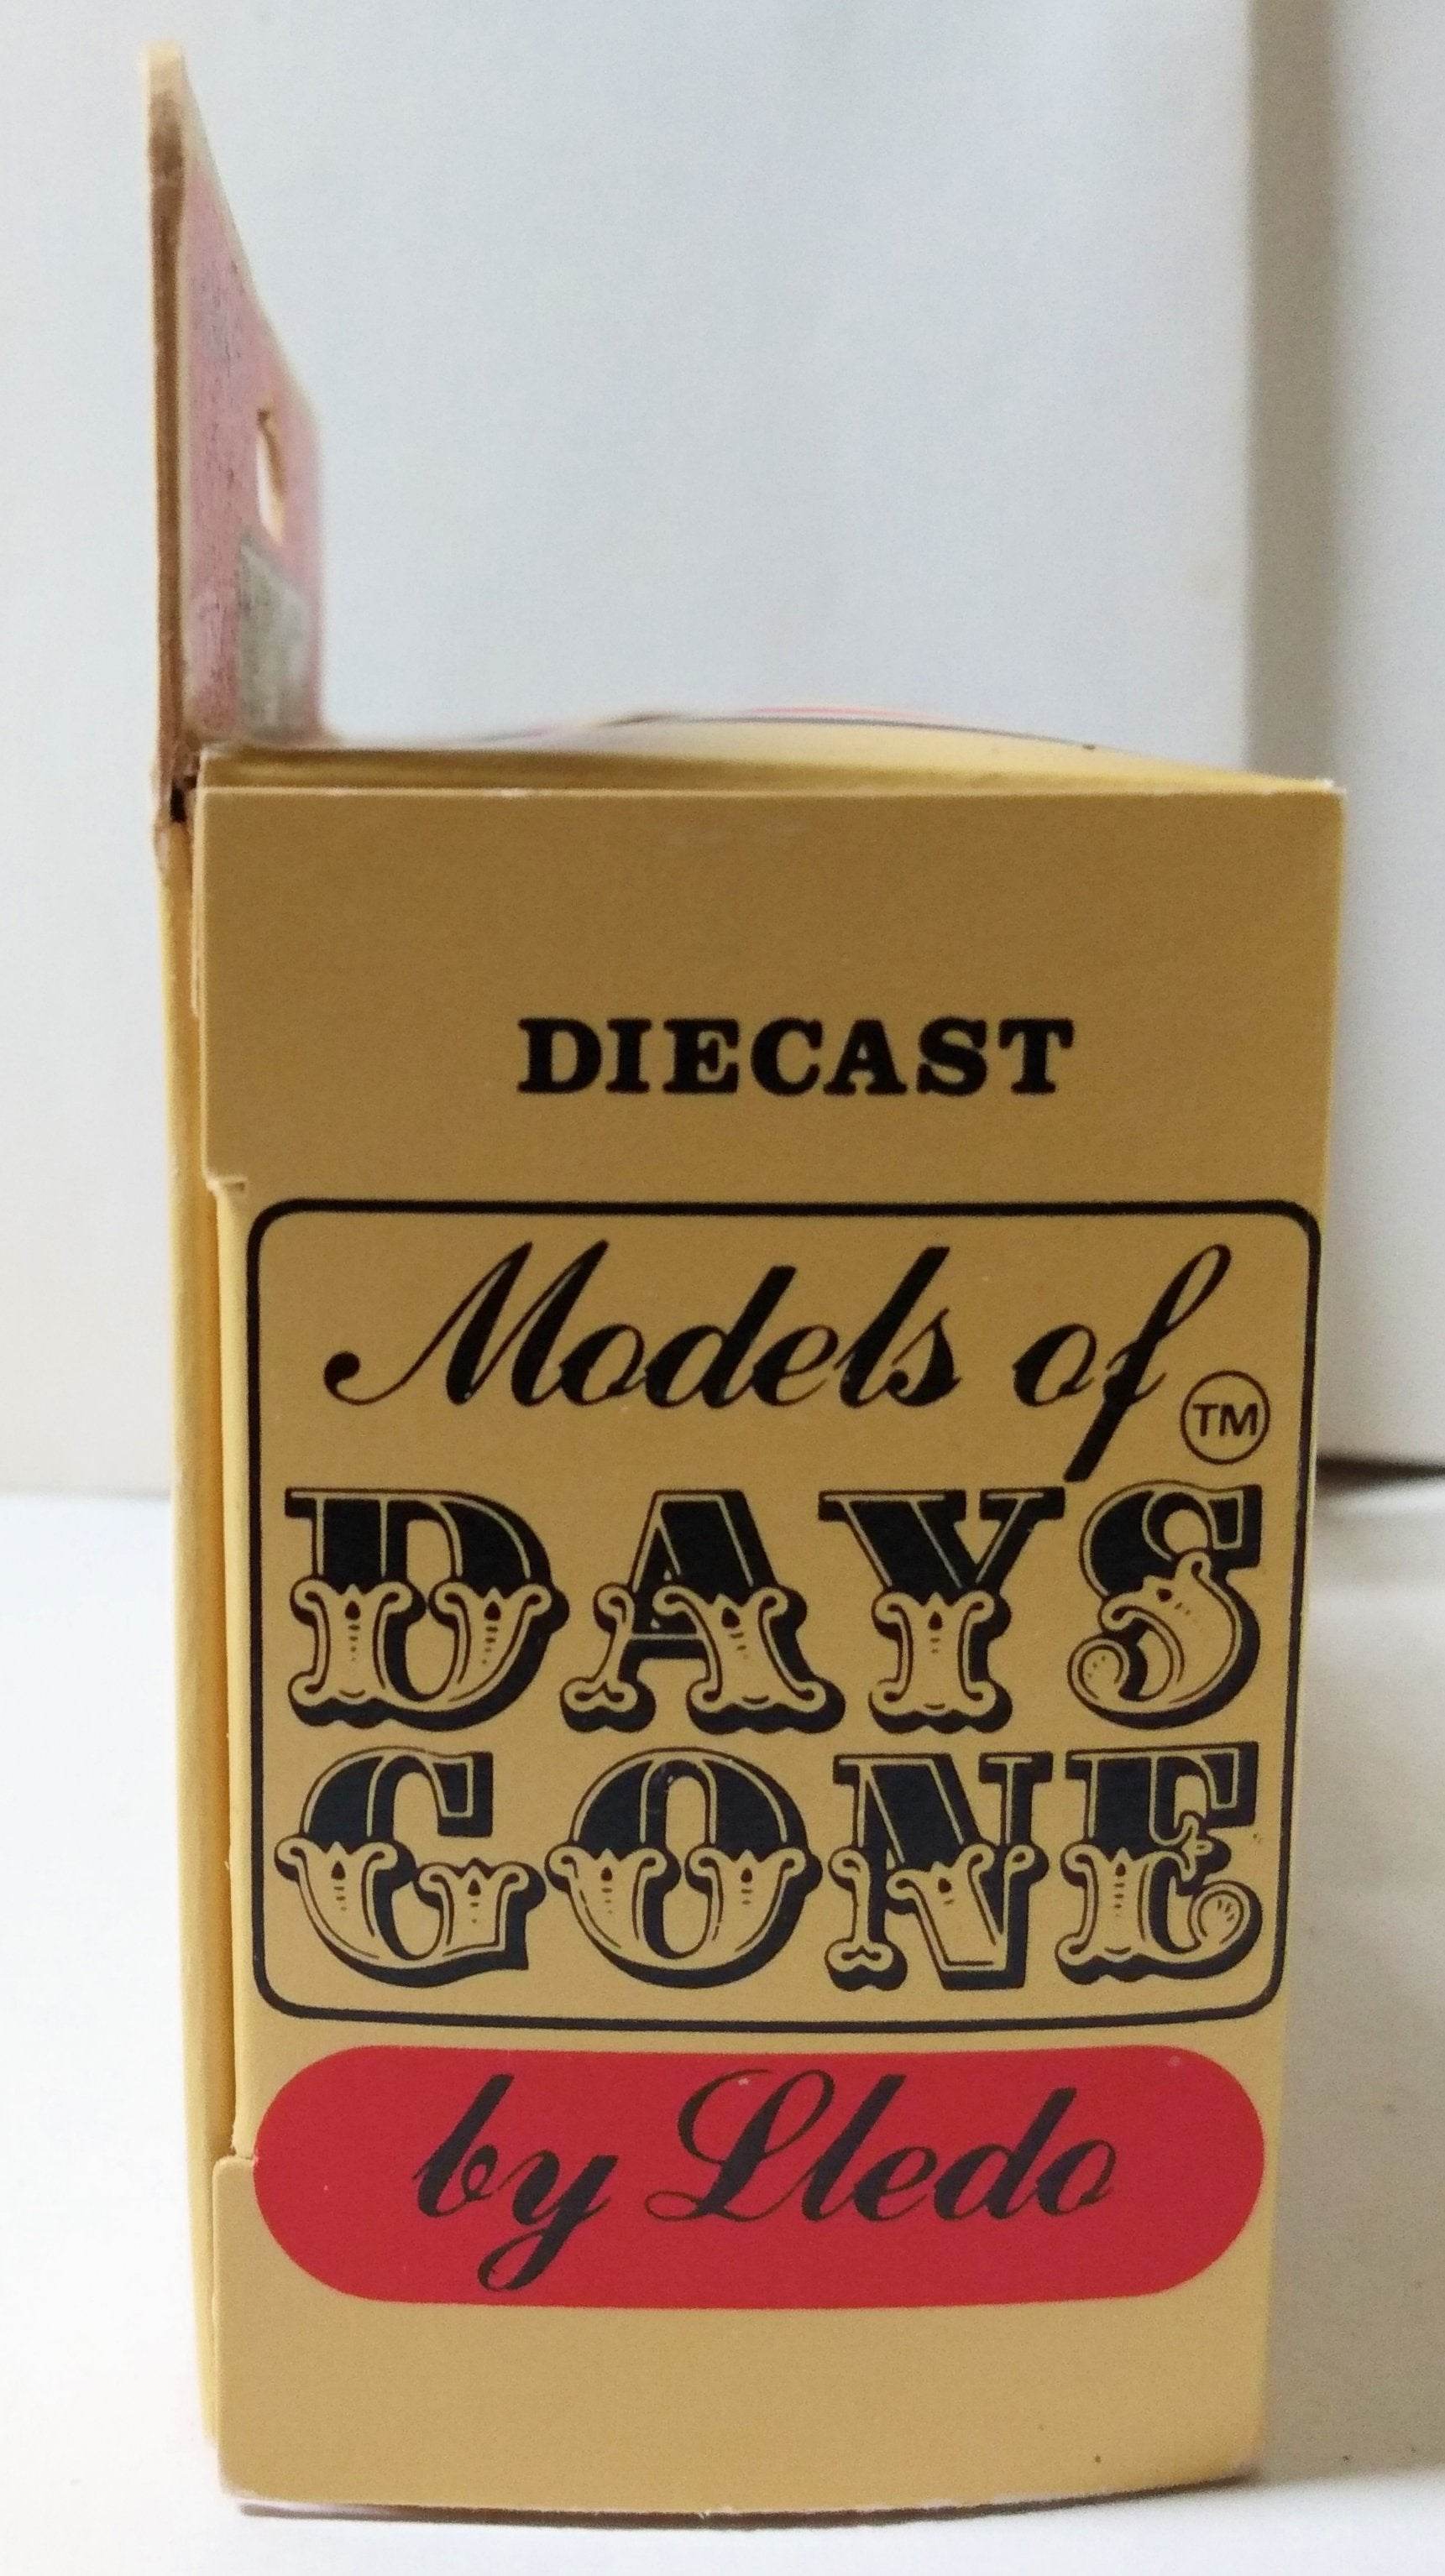 DIECAST
Models of
TM
DAYS
GONE
by Lledo